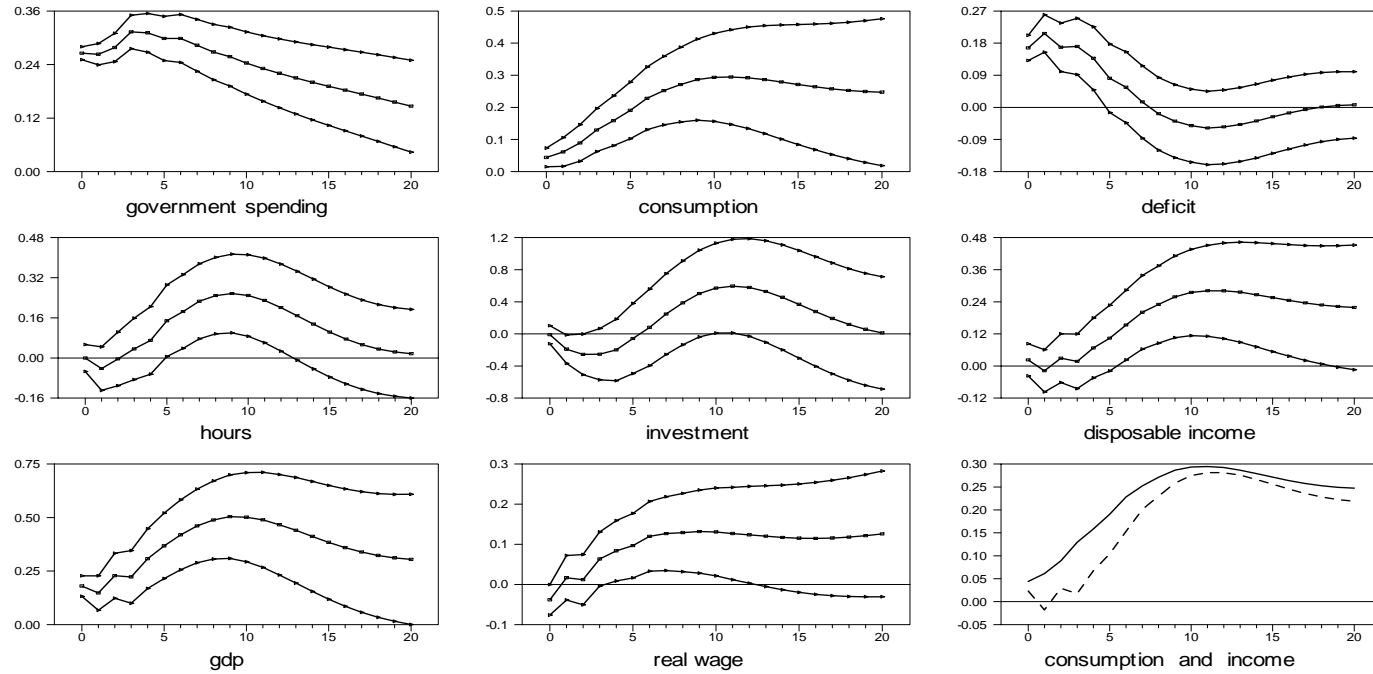 0.36
0.24
0.12
0.00
0 5 10 15 20
government spending
0.5
0.4
0.3
0.2
0.1
0.0
0 5 10 15 20
consumption
0.27
0.18
0.09
0.00
-0.09
-0.18
0 5 10 15 20
deficit
0.48
0.32
0.16
0.00
-0.16
0 5 10 15 20
hours
1.2
0.8
0.4
0.0
-0.4
-0.8
0 5 10 15 20
investment
0.48
0.36
0.24
0.12
0.00
-0.12
0 5 10 15 20
disposable income
0.75
0.50
0.25
0.00
0 5 10 15 20
gdp
0.3
0.2
0.1
0.0
-0.1
0 5 10 15 20
real wage
0.30
0.25
0.20
0.15
0.10
0.05
0.00
-0.05
0 5 10 15 20
consumption and income